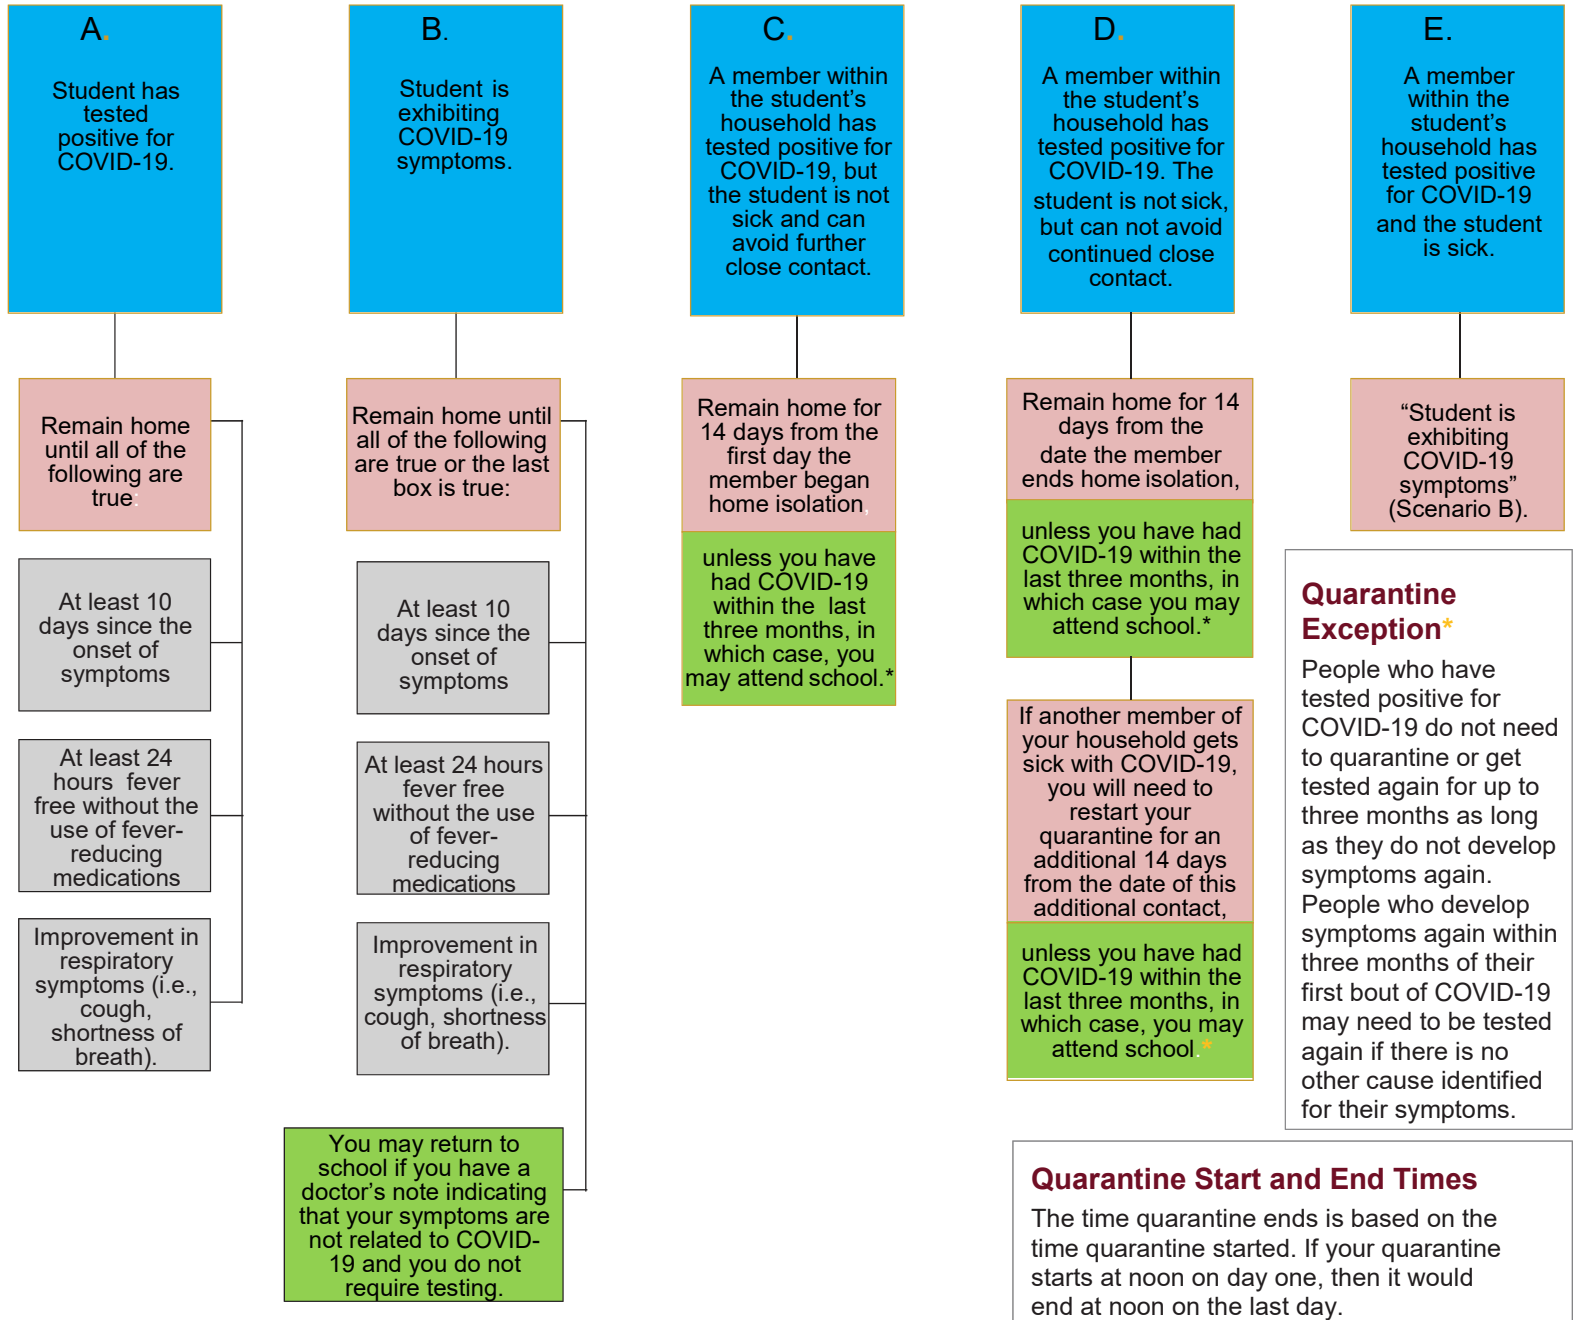 A.
Student has
tested
positive for
COVID-19.
Remain home
until all of the
following are
true:
At least 10
days since the
onset of
symptoms
At least 24
hours fever
free without the
use of fever-
reducing
medications
Improvement in
respiratory
symptoms (i.e.,
cough,
shortness of
breath).
B.
Student is
exhibiting
COVID-19
symptoms.
Remain home until
all of the following
are true or the last
box is true:
At least 10
days since the
onset of
symptoms
At least 24 hours
fever free
without the use
of fever-
reducing
medications
Improvement in
respiratory
symptoms (i.e.,
cough, shortness
of breath).
You may return to
school if you have a
doctor's note indicating
that your symptoms are
not related to COVID-
19 and you do not
require testing.
C.
A member within
the student's
household has
tested positive for
COVID-19, but
the student is not
sick and can
avoid further
close contact.
Remain home for
14 days from the
first day the
member began
home isolation,
unless you have
had COVID-19
within the last
three months, in
which case, you
may attend school.*
D.
A member within
the student's
household has
tested positive for
COVID-19. The
student is not sick,
but can not avoid
continued close
contact.
Remain home for 14
days from the
date the member
ends home isolation,
unless you have had
COVID-19 within the
last three months, in
which case you may
attend school.*
If another member of
your household gets
sick with COVID-19,
you will need to
restart your
quarantine for an
additional 14 days
from the date of this
additional contact,
unless you have had
COVID-19 within the
last three months, in
which case, you may
attend school.*
E.
A member
within the
student's
household has
tested positive
for COVID-19
and the student
is sick.
“Student is
exhibiting
COVID-19
symptoms”
(Scenario B).
Quarantine
Exception*
People who have
tested positive for
COVID-19 do not need
to quarantine or get
tested again for up to
three months as long
as they do not develop
symptoms again.
People who develop
symptoms again within
three months of their
first bout of COVID-19
may need to be tested
again if there is no
other cause identified
for their symptoms.
Quarantine Start and End Times
The time quarantine ends is based on the
time quarantine started. If your quarantine
starts at noon on day one, then it would
end at noon on the last day.